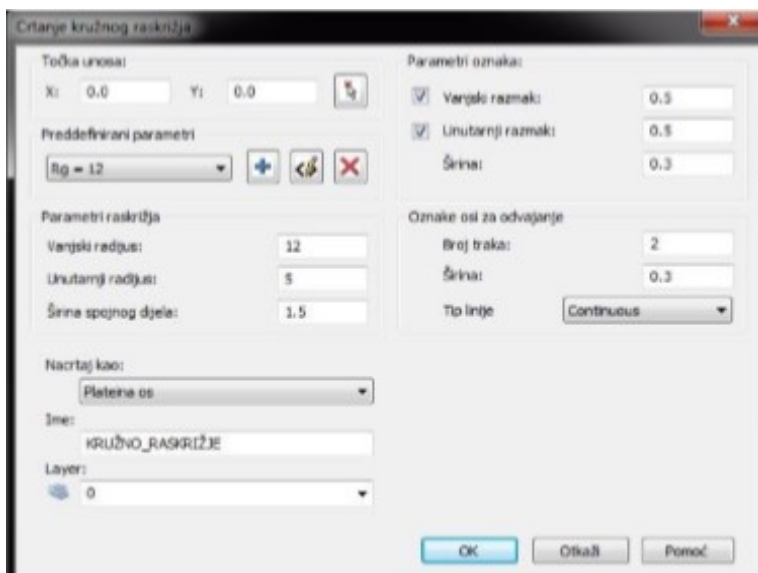 Crtanje kružnog raskrižja
Točka unosa:
X: 0.0 Y: 0.0
Preddefinirani parametri
Rg = 12
Parametri raskrižja
Vanjski radijus: 12
Unutarnji radijus: 5
Širina spojnog dijela: 1.5
Nacrtaj kao:
Plateina os
Ime:
KRUŽNO_RASKRIŽJE
Layer:
0
Parametri oznaka:
Vanjski razmak: 0.5
Unutarnji razmak: 0.5
Širina: 0.3
Oznake osi za odvajanje
Broj traka: 2
Širina: 0.3
Tip linije Continuous
OK Otkaži Pomoć